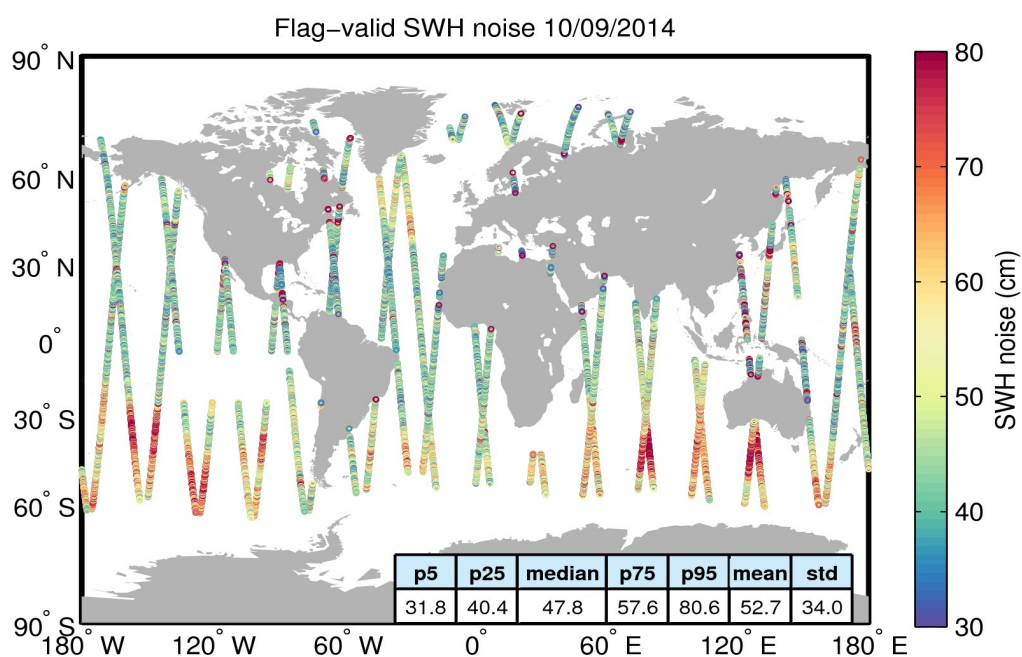 Flag−valid SWH noise 10/09/2014
90° N
60° N
30° N
0°
30° S
60° S
90° S
180° W
120° W
60° W
0°
60° E
120° E
180° E
p5 p25 median p75 p95 mean std
31.8 40.4 47.8 57.6 80.6 52.7 34.0
80
70
60
50
40
30
SWH noise (cm)